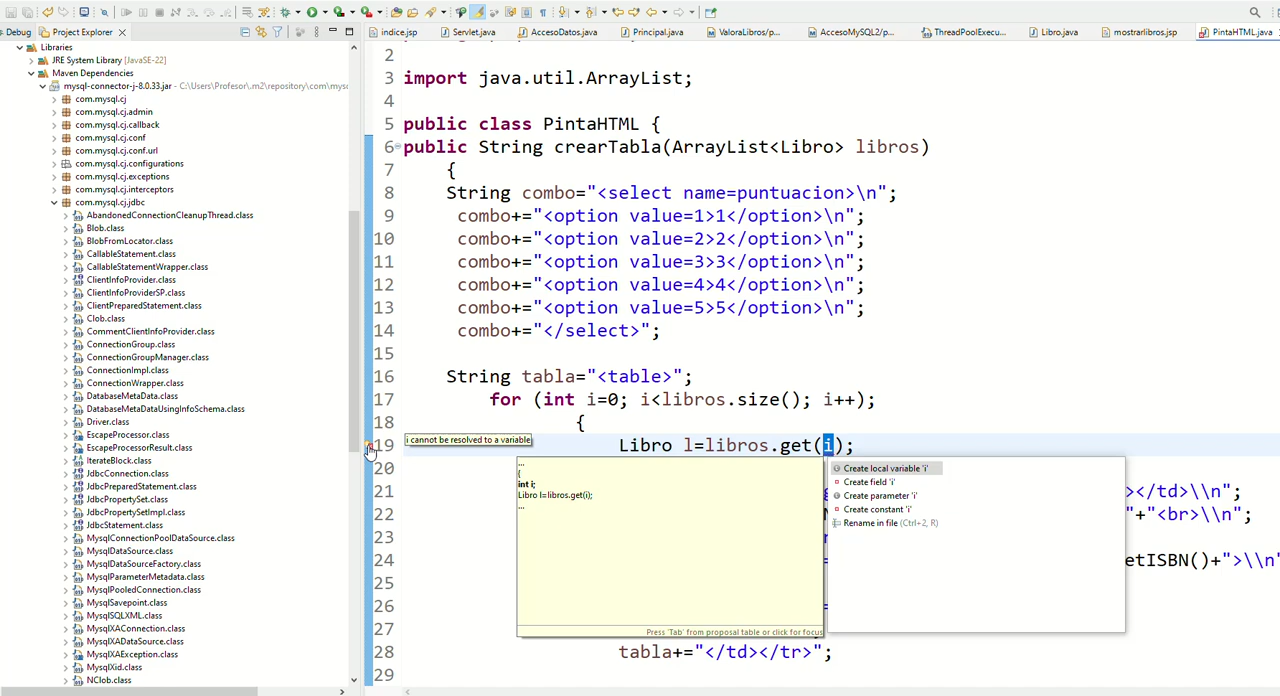 Debug
Project Explorer
indice.jsp
Servlet.java
AccesoDatos.java
Principal.java
ValoraLibros/p...
AccesoMySQL2/p...
ThreadPoolExecu...
Libro.java
mostrarlibros.jsp
PintaHTML.java
Libraries
JRE System Library [JavaSE-22]
Maven Dependencies
mysql-connector-j-8.0.33.jar - C:\Users\Profesor\.m2\repository\com\mysc
com.mysql.cj
com.mysql.cj.admin
com.mysql.cj.callback
com.mysql.cj.conf
com.mysql.cj.conf.url
com.mysql.cj.configurations
com.mysql.cj.exceptions
com.mysql.cj.interceptors
com.mysql.cj.jdbc
AbandonedConnectionCleanupThread.class
Blob.class
BlobFromLocator.class
CallableStatement.class
CallableStatementWrapper.class
ClientInfoProvider.class
ClientInfoProviderSP.class
ClientPreparedStatement.class
Clob.class
CommentClientInfoProvider.class
ConnectionGroup.class
ConnectionGroupManager.class
ConnectionImpl.class
ConnectionWrapper.class
DatabaseMetaData.class
DatabaseMetaDataUsingInfoSchema.class
Driver.class
EscapeProcessor.class
EscapeProcessorResult.class
IterateBlock.class
JdbcConnection.class
JdbcPreparedStatement.class
JdbcPropertySet.class
JdbcPropertySetImpl.class
JdbcStatement.class
MysqlConnectionPoolDataSource.class
MysqlDataSource.class
MysqlDataSourceFactory.class
MysqlParameterMetadata.class
MysqlPooledConnection.class
MysqlSavepoint.class
MysqlSQLXML.class
MysqlXAConnection.class
MysqlXADataSource.class
MysqlXAException.class
MysqlXid.class
NClob.class
2
3 import java.util.ArrayList;
4
5 public class PintaHTML {
6 public String crearTabla(ArrayList<Libro> libros)
7 {
8 String combo="<select name=puntuacion>\n";
9 combo+="<option value=1>1</option>\n";
10 combo+="<option value=2>2</option>\n";
11 combo+="<option value=3>3</option>\n";
12 combo+="<option value=4>4</option>\n";
13 combo+="<option value=5>5</option>\n";
14 combo+="</select>";
15
16 String tabla="<table>";
17 for (int i=0; i<libros.size(); i++);
18 {
i cannot be resolved to a variable
19 Libro l=libros.get(i);
20
21 ></td>\\n";
22 "+"<br>\\n";
23
24 etISBN()+">\\n"
25
26
27
28 tabla+="</td></tr>";
29
...
{
int i;
Libro l=libros.get(i);
...
Press 'Tab' from proposal table or click for focus
Create local variable 'i'
Create field 'i'
Create parameter 'i'
Create constant 'i'
Rename in file (Ctrl+2, R)